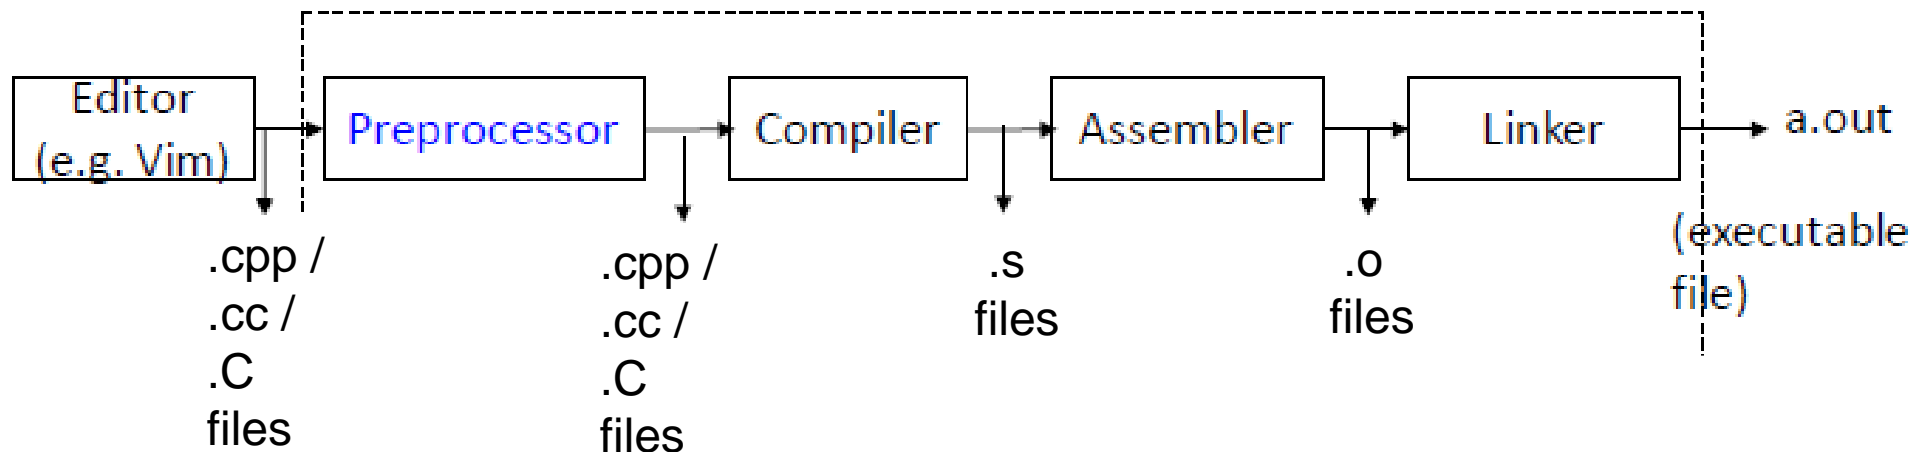 Editor
(e.g. Vim)
Preprocessor
Compiler
Assembler
Linker
a.out
(executable
file)
.cpp /
.cc /
.C
files
.cpp /
.cc /
.C
files
.s
files
.o
files